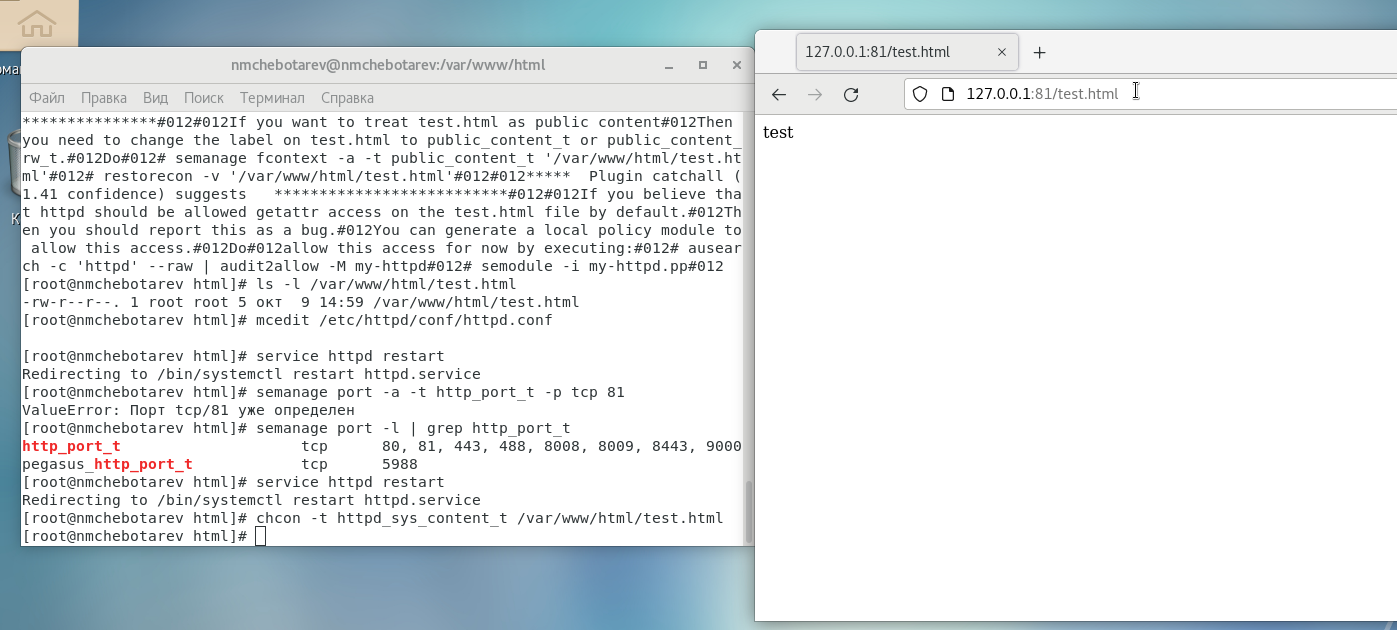 nmchebotarev@nmchebotarev:/var/www/html
Файл Правка Вид Поиск Терминал Справка
***************#012#012If you want to treat test.html as public content#012Then
you need to change the label on test.html to public_content_t or public_content_
rw_t.#012Do#012# semanage fcontext -a -t public_content_t '/var/www/html/test.ht
ml'#012# restorecon -v '/var/www/html/test.html'#012#012***** Plugin catchall (
1.41 confidence) suggests **************************#012#012If you believe tha
t httpd should be allowed getattr access on the test.html file by default.#012Th
en you should report this as a bug.#012You can generate a local policy module to
allow this access.#012Do#012allow this access for now by executing:#012# ausear
ch -c 'httpd' --raw | audit2allow -M my-httpd#012# semodule -i my-httpd.pp#012
[root@nmchebotarev html]# ls -l /var/www/html/test.html
-rw-r--r--. 1 root root 5 окт 9 14:59 /var/www/html/test.html
[root@nmchebotarev html]# mcedit /etc/httpd/conf/httpd.conf
[root@nmchebotarev html]# service httpd restart
Redirecting to /bin/systemctl restart httpd.service
[root@nmchebotarev html]# semanage port -a -t http_port_t -p tcp 81
ValueError: Порт tcp/81 уже определен
[root@nmchebotarev html]# semanage port -l | grep http_port_t
http_port_t tcp 80, 81, 443, 488, 8008, 8009, 8443, 9000
pegasus_http_port_t tcp 5988
[root@nmchebotarev html]# service httpd restart
Redirecting to /bin/systemctl restart httpd.service
[root@nmchebotarev html]# chcon -t httpd_sys_content_t /var/www/html/test.html
[root@nmchebotarev html]#
127.0.0.1:81/test.html
127.0.0.1:81/test.html
test